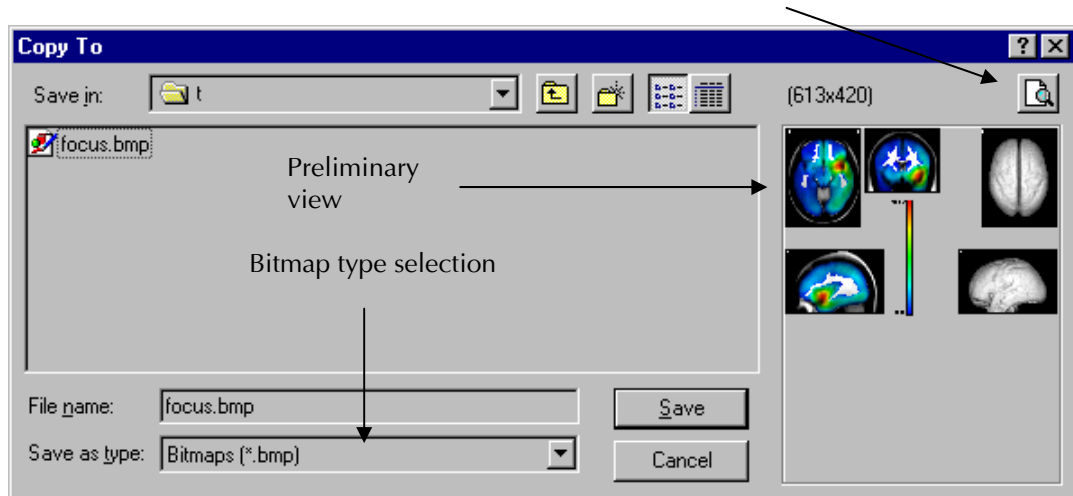 Copy To
Save in: t (613x420)
focus.bmp
Preliminary
view
Bitmap type selection
File name: focus.bmp Save
Save as type: Bitmaps (*.bmp) Cancel